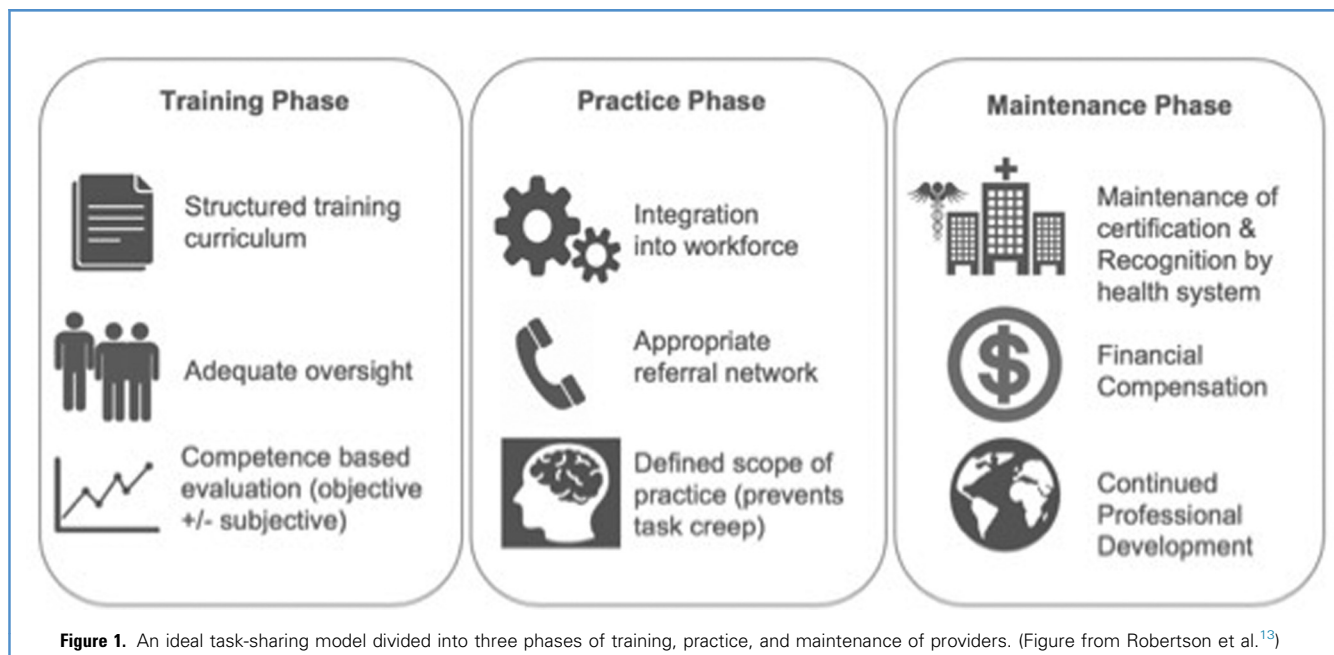 Training Phase
Structured training
curriculum
Adequate oversight
Competence based
evaluation (objective
+/- subjective)
Practice Phase
Integration
into workforce
Appropriate
referral network
Defined scope of
practice (prevents
task creep)
Maintenance Phase
Maintenance of
certification &
Recognition by
health system
Financial
Compensation
Continued
Professional
Development
Figure 1. An ideal task-sharing model divided into three phases of training, practice, and maintenance of providers. (Figure from Robertson et al.13)